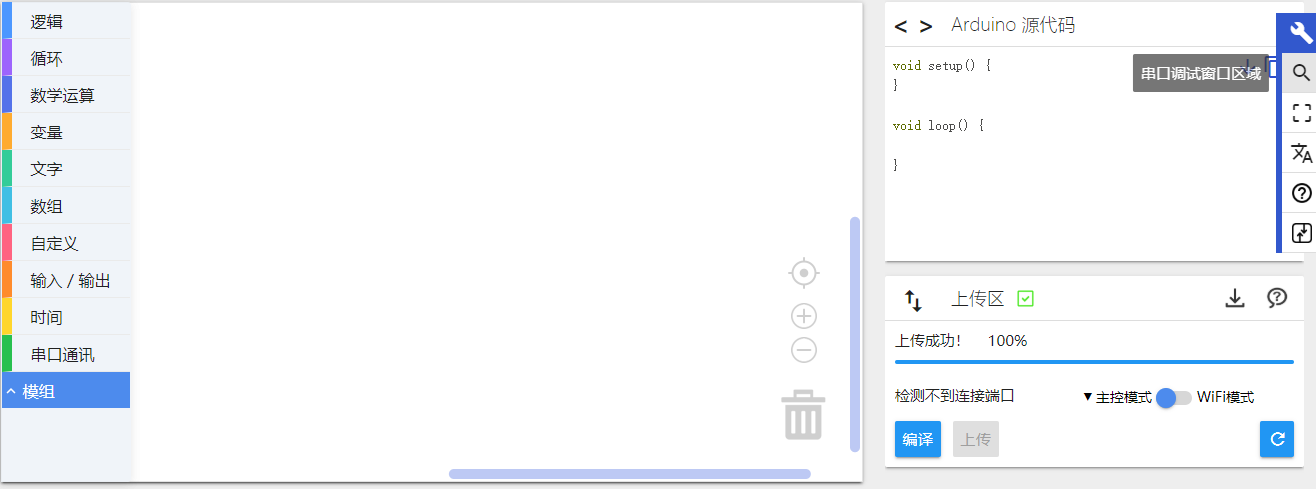 逻辑
循环
数学运算
变量
文字
数组
自定义
输入 / 输出
时间
串口通讯
模组
< > Arduino 源代码
void setup() {
}
void loop() {
}
串口调试窗口区域
上传区
上传成功! 100%
检测不到连接端口
▼ 主控模式 WiFi模式
编译 上传